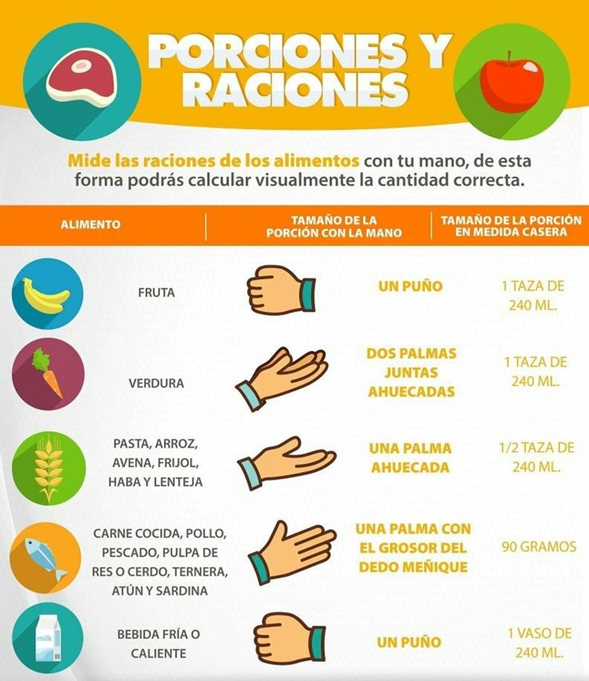 PORCIONES Y
RACIONES
Mide las raciones de los alimentos con tu mano, de esta
forma podrás calcular visualmente la cantidad correcta.
ALIMENTO
TAMAÑO DE LA
PORCIÓN CON LA MANO
TAMAÑO DE LA PORCIÓN
EN MEDIDA CASERA
FRUTA
UN PUÑO
1 TAZA DE
240 ML.
VERDURA
DOS PALMAS
JUNTAS
AHUECADAS
1 TAZA DE
240 ML.
PASTA, ARROZ,
AVENA, FRIJOL,
HABA Y LENTEJA
UNA PALMA
AHUECADA
1/2 TAZA DE
240 ML.
CARNE COCIDA, POLLO,
PESCADO, PULPA DE
RES O CERDO, TERNERA,
ATÚN Y SARDINA
UNA PALMA CON
EL GROSOR DEL
DEDO MEÑIQUE
90 GRAMOS
milk
BEBIDA FRÍA O
CALIENTE
UN PUÑO
1 VASO DE
240 ML.